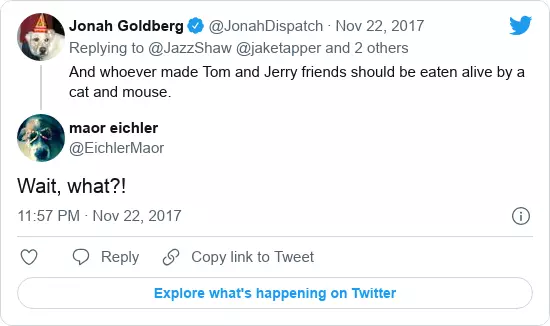 Jonah Goldberg @JonahDispatch · Nov 22, 2017
Replying to @JazzShaw @jaketapper and 2 others
And whoever made Tom and Jerry friends should be eaten alive by a
cat and mouse.
maor eichler
@EichlerMaor
Wait, what?!
11:57 PM · Nov 22, 2017
Reply
Copy link to Tweet
Explore what's happening on Twitter